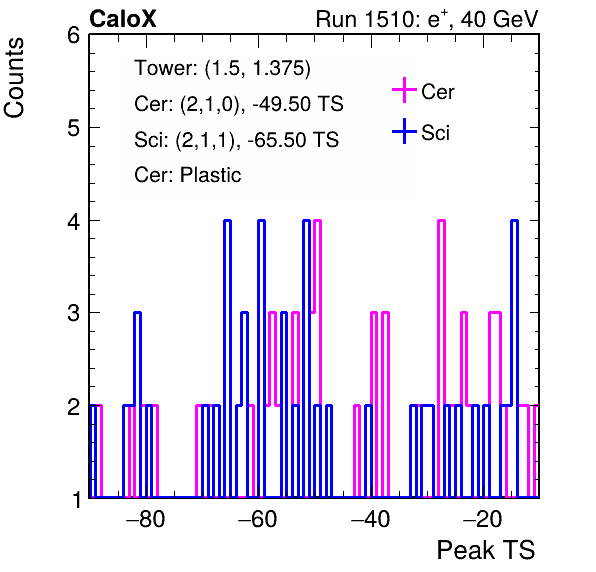 CaloX
Run 1510: e+, 40 GeV
Counts
6
5
4
3
2
1
Tower: (1.5, 1.375)
Cer: (2,1,0), -49.50 TS
Sci: (2,1,1), -65.50 TS
Cer: Plastic
Cer
Sci
−80 −60 −40 −20
Peak TS